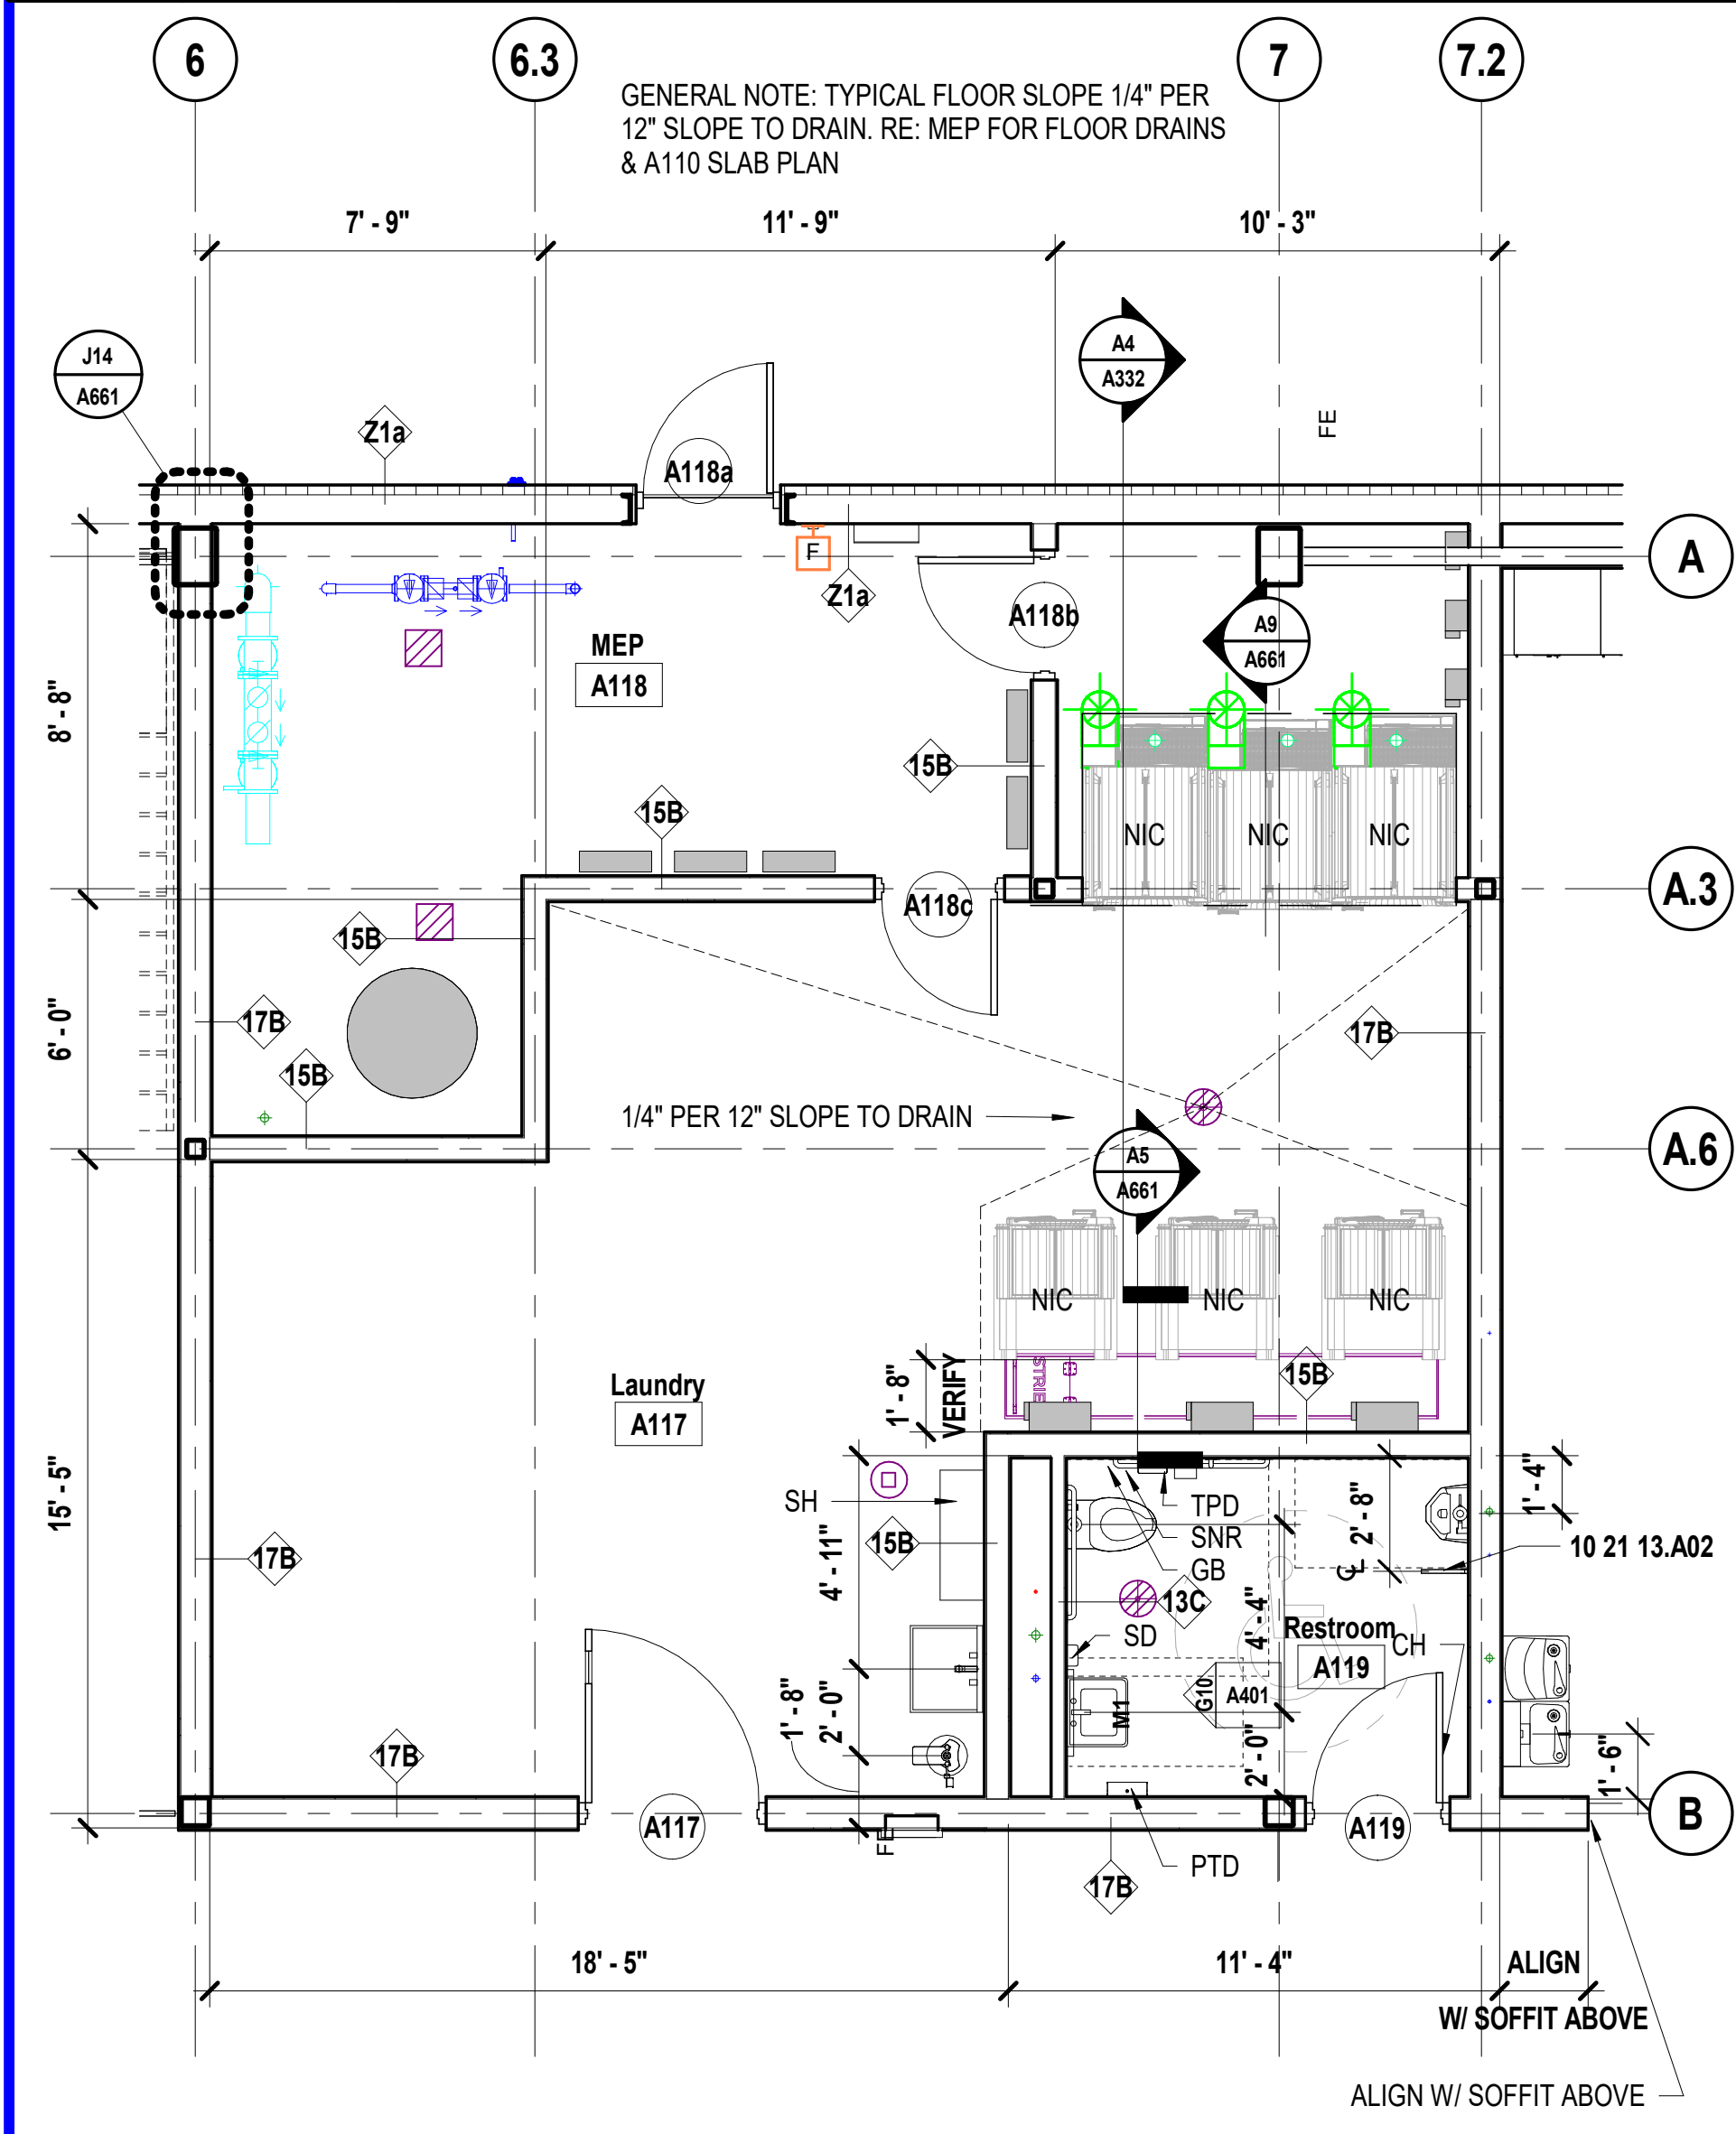 6
6.3
7
7.2
GENERAL NOTE: TYPICAL FLOOR SLOPE 1/4" PER
12" SLOPE TO DRAIN. RE: MEP FOR FLOOR DRAINS
& A110 SLAB PLAN
7' - 9"
11' - 9"
10' - 3"
J14
A661
A4
A332
FE
Z1a
A118a
F
A
Z1a
A118b
A9
A661
MEP
A118
8' - 8"
15B
15B
NIC
NIC
NIC
A118c
A.3
15B
17B
17B
6' - 0"
15B
1/4" PER 12" SLOPE TO DRAIN
A5
A661
A.6
NIC
NIC
NIC
VERIFY
1' - 8"
15B
Laundry
A117
15' - 5"
SH
TPD
SNR
GB
2' - 8"
1' - 4"
15B
4' - 11"
17B
10 21 13.A02
13C
4' - 4"
SD
Restroom
A119
CH
G10
A401
M1
1' - 8"
2' - 0"
2' - 0"
1' - 6"
17B
A117
A119
B
PTD
17B
18' - 5"
11' - 4"
ALIGN
W/ SOFFIT ABOVE
ALIGN W/ SOFFIT ABOVE